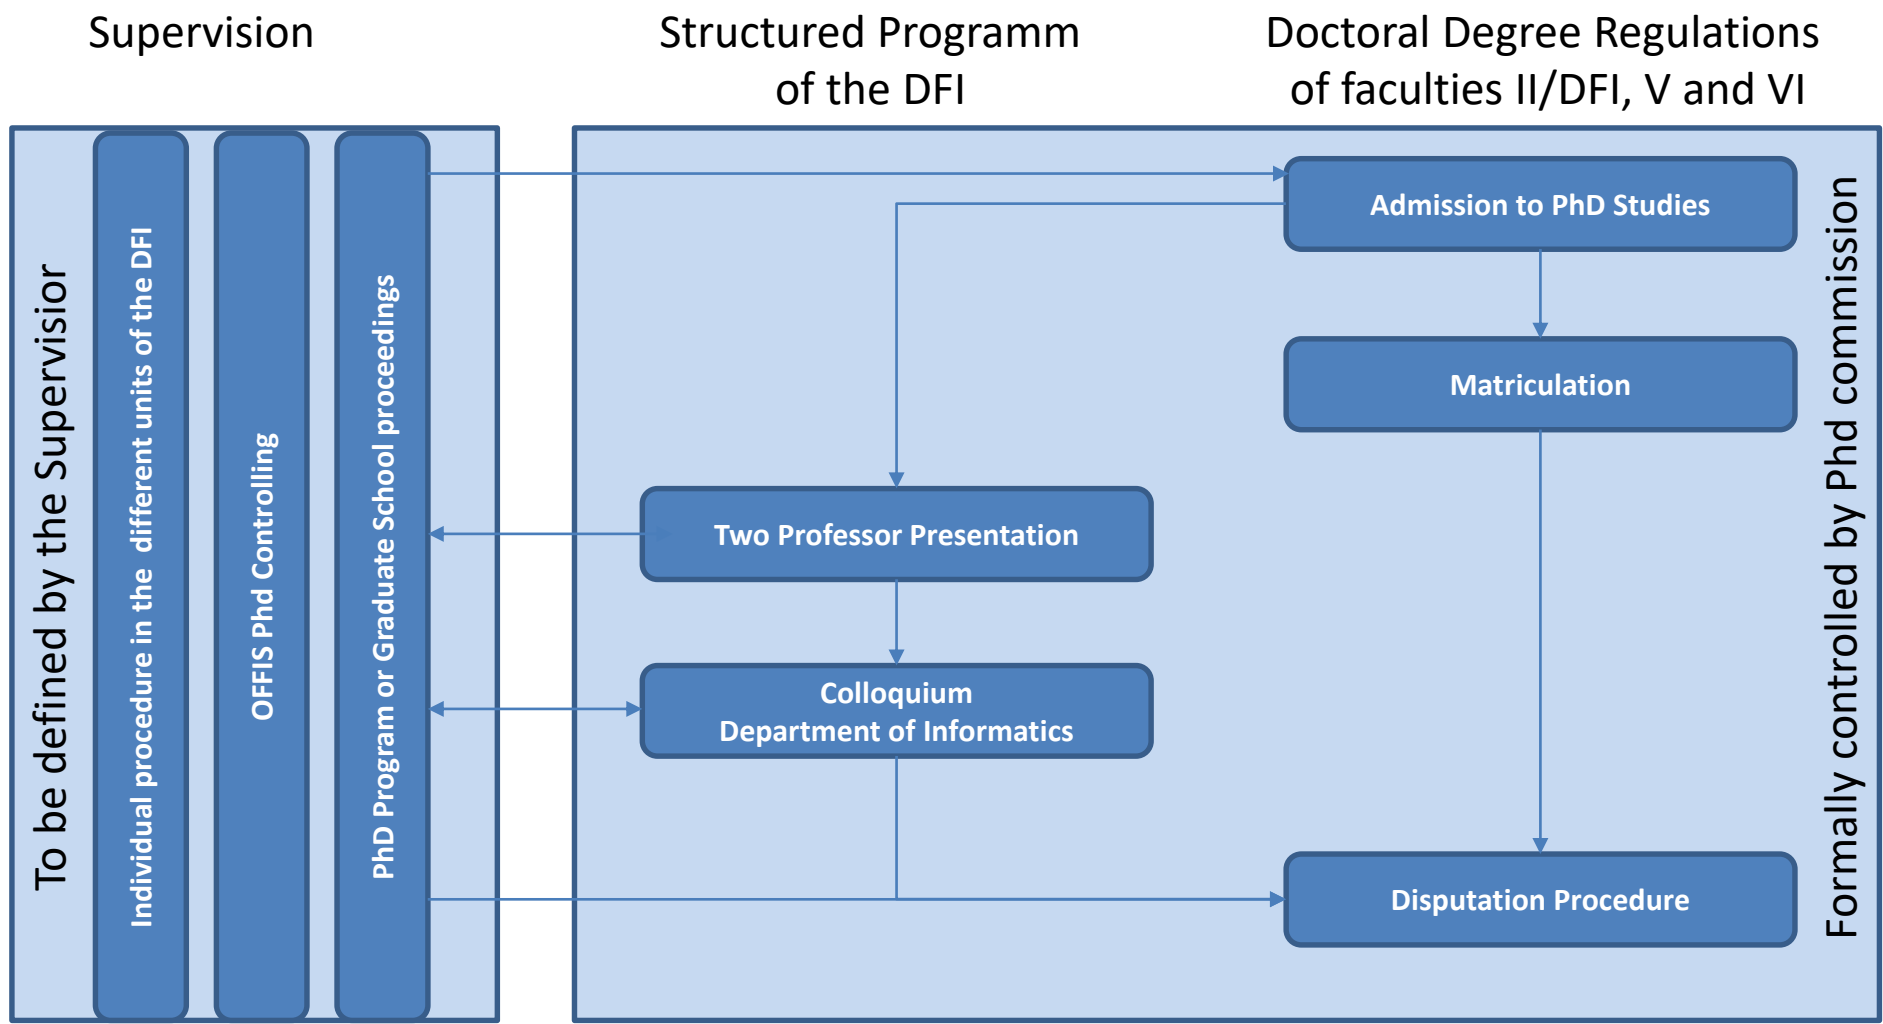 Supervision
Structured Programm
of the DFI
Doctoral Degree Regulations
of faculties II/DFI, V and VI
To be defined by the Supervisior
Individual procedure in the different units of the DFI
OFFIS Phd Controlling
PhD Program or Graduate School proceedings
Admission to PhD Studies
Matriculation
Two Professor Presentation
Colloquium
Department of Informatics
Disputation Procedure
Formally controlled by Phd commission